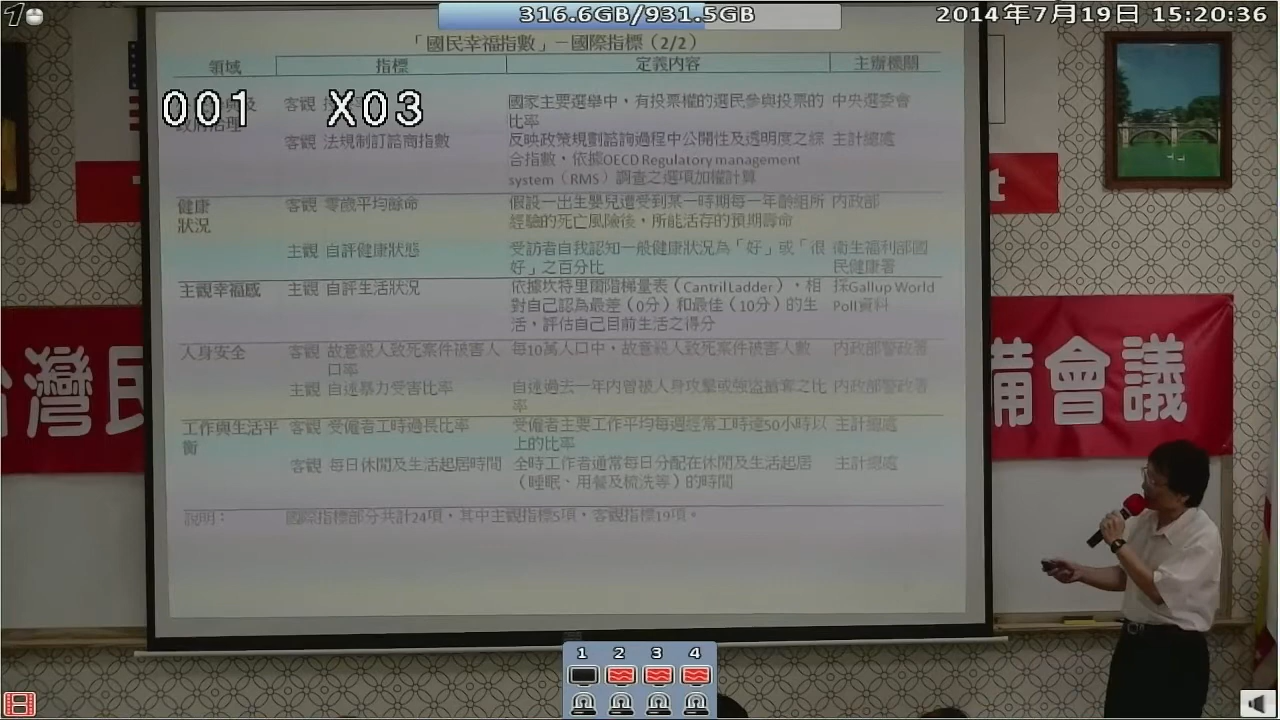 1
316.6GB/931.5GB
2014年7月19日 15:20:36
「國民幸福指數」－國際指標（2/2）
領域 指標 定義內容 主辦機關
001 X03
客觀 國家主要選舉中，有投票權的選民參與投票的 中央選委會
比率
客觀 法規制訂諮商指數 反映政策規劃諮詢過程中公開性及透明度之綜 主計總處
合指數，依據OECD Regulatory management
system（RMS）調查之選項加權計算
健康 客觀 零歲平均餘命 假設一出生嬰兒遭受到某一時期每一年齡組所 內政部
狀況 經驗的死亡風險後，所能活存的預期壽命
主觀 自評健康狀態 受訪者自我認知一般健康狀況為「好」或「很 衛生福利部國
好」之百分比 民健康署
主觀幸福感 主觀 自評生活狀況 依據坎特里爾階梯量表（Cantril Ladder），相 採Gallup World
對自己認為最差（0分）和最佳（10分）的生 Poll資料
活，評估自己目前生活之得分
人身安全 客觀 故意殺人致死案件被害人 每10萬人口中，故意殺人致死案件被害人數 內政部警政署
口率
主觀 自述暴力受害比率 自述過去一年內曾被人身攻擊或強盜搶奪之比 內政部警政署
率
工作與生活平 客觀 受僱者工時過長比率 受僱者主要工作平均每週經常工時達50小時以 主計總處
衡 上的比率
客觀 每日休閒及生活起居時間 全時工作者通常每日分配在休閒及生活起居 主計總處
（睡眠、用餐及梳洗等）的時間
說明： 國際指標部分共計24項，其中主觀指標5項，客觀指標19項。
t
台灣民
備會議
1 2 3 4